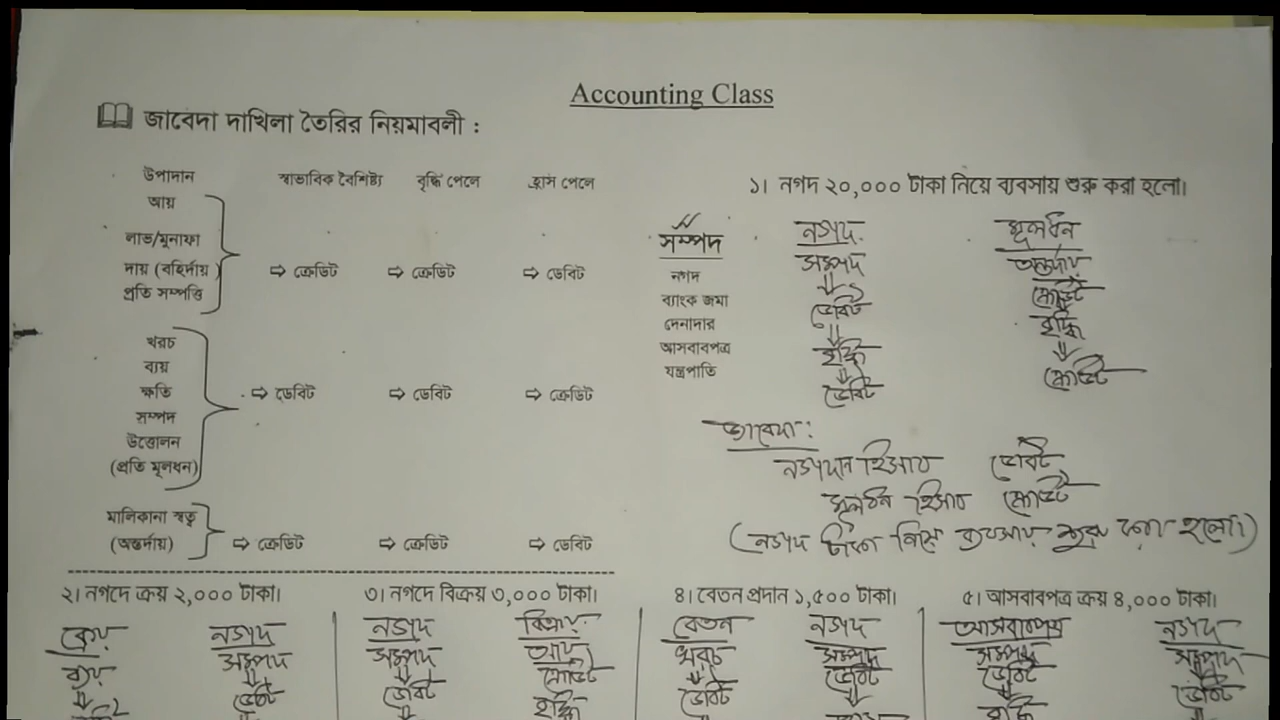 Accounting Class
জাবেদা দাখিলা তৈরির নিয়মাবলী :
উপাদান স্বাভাবিক বৈশিষ্ট্য বৃদ্ধি পেলে হ্রাস পেলে
আয়
লাভ/মুনাফা
দায় (বহির্দায়) ⇨ ক্রেডিট ⇨ ক্রেডিট ⇨ ডেবিট
প্রতি সম্পত্তি
খরচ
ব্যয়
ক্ষতি ⇨ ডেবিট ⇨ ডেবিট ⇨ ক্রেডিট
সম্পদ
উত্তোলন
(প্রতি মূলধন)
মালিকানা স্বত্ব
(অন্তর্দায়) ⇨ ক্রেডিট ⇨ ক্রেডিট ⇨ ডেবিট
১। নগদ ২০,০০০ টাকা নিয়ে ব্যবসায় শুরু করা হলো।
সম্পদ
নগদ
ব্যাংক জমা
দেনাদার
আসবাবপত্র
যন্ত্রপাতি
নগদ মূলধন
সম্পদ অন্তর্দায়
ডেবিট ক্রেডিট
বৃদ্ধি বৃদ্ধি
ডেবিট ক্রেডিট
জাবেদা:
নগদান হিসাব ডেবিট
মূলধন হিসাব ক্রেডিট
(নগদ টাকা নিয়ে ব্যবসায় শুরু করা হলো।)
২। নগদে ক্রয় ২,০০০ টাকা।
ক্রয় নগদ
ব্যয় সম্পদ
ডেবিট
৩। নগদে বিক্রয় ৩,০০০ টাকা।
নগদ বিক্রয়
সম্পদ আয়
ডেবিট ক্রেডিট
বৃদ্ধি
৪। বেতন প্রদান ১,৫০০ টাকা।
বেতন নগদ
খরচ সম্পদ
ডেবিট ডেবিট
৫। আসবাবপত্র ক্রয় ৪,০০০ টাকা।
আসবাবপত্র নগদ
সম্পদ সম্পদ
ডেবিট ডেবিট
বৃদ্ধি